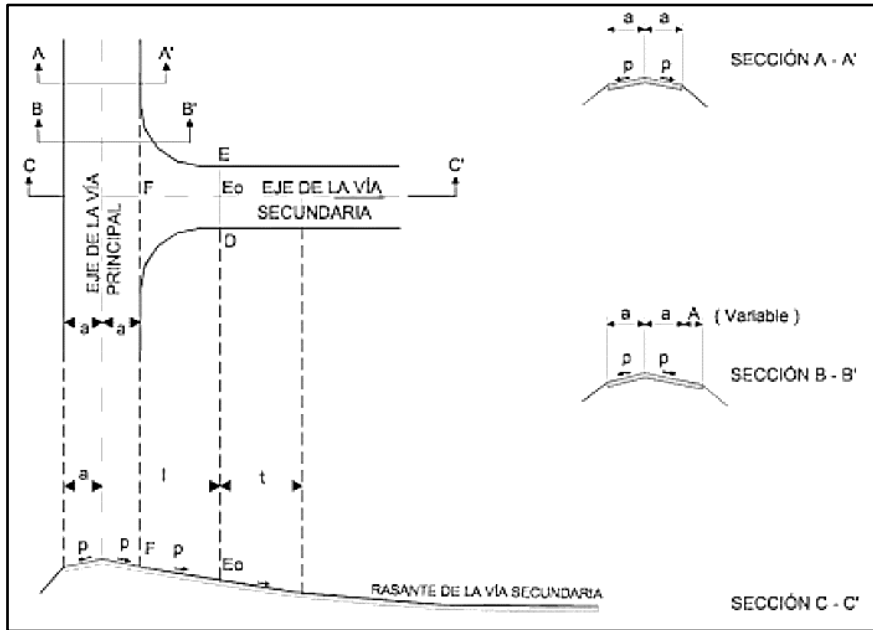 a a
A A'
SECCIÓN A - A'
p p
B B'
C E C'
F Eo EJE DE LA VÍA
SECUNDARIA
EJE DE LA VÍA
PRINCIPAL
D
a a
a a A ( Variable )
p p
SECCIÓN B - B'
a l t
p p F p Eo
RASANTE DE LA VÍA SECUNDARIA
SECCIÓN C - C'